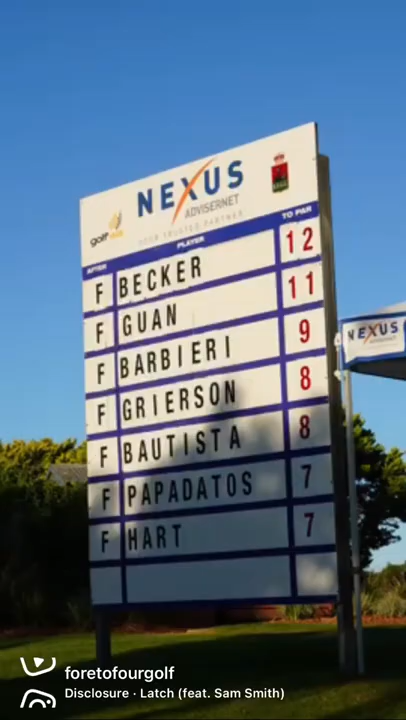 NEXUS
ADVISERNET
YOUR TRUSTED PARTNER
golf
AFTER PLAYER TO PAR
F BECKER 12
F GUAN 11
F BARBIERI 9
F GRIERSON 8
F BAUTISTA 8
F PAPADATOS 7
F HART 7
NEXUS
foretofourgolf
Disclosure · Latch (feat. Sam Smith)